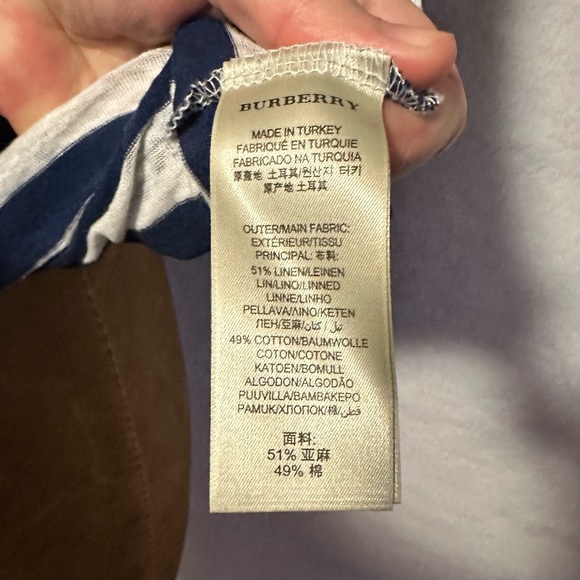 BURBERRY
MADE IN TURKEY
FABRIQUÉ EN TURQUIE
FABRICADO NA TURQUIA
原產地 土耳其/원산지 터키
原产地 土耳其
OUTER/MAIN FABRIC:
EXTÉRIEUR/TISSU
PRINCIPAL: 布料:
51% LINEN/LEINEN
LIN/LINO/LINNED
LINNE/LINHO
PELLAVA/ΛΙΝΟ/KETEN
ЛЕН/亚麻/كتان/تيل
49% COTTON/BAUMWOLLE
COTON/COTONE
KATOEN/BOMULL
ALGODON/ALGODÃO
PUUVILLA/ΒΑΜΒΑΚΕΡΟ
PAMUK/ХЛОПОК/棉/قطن
面料:
51% 亚麻
49% 棉